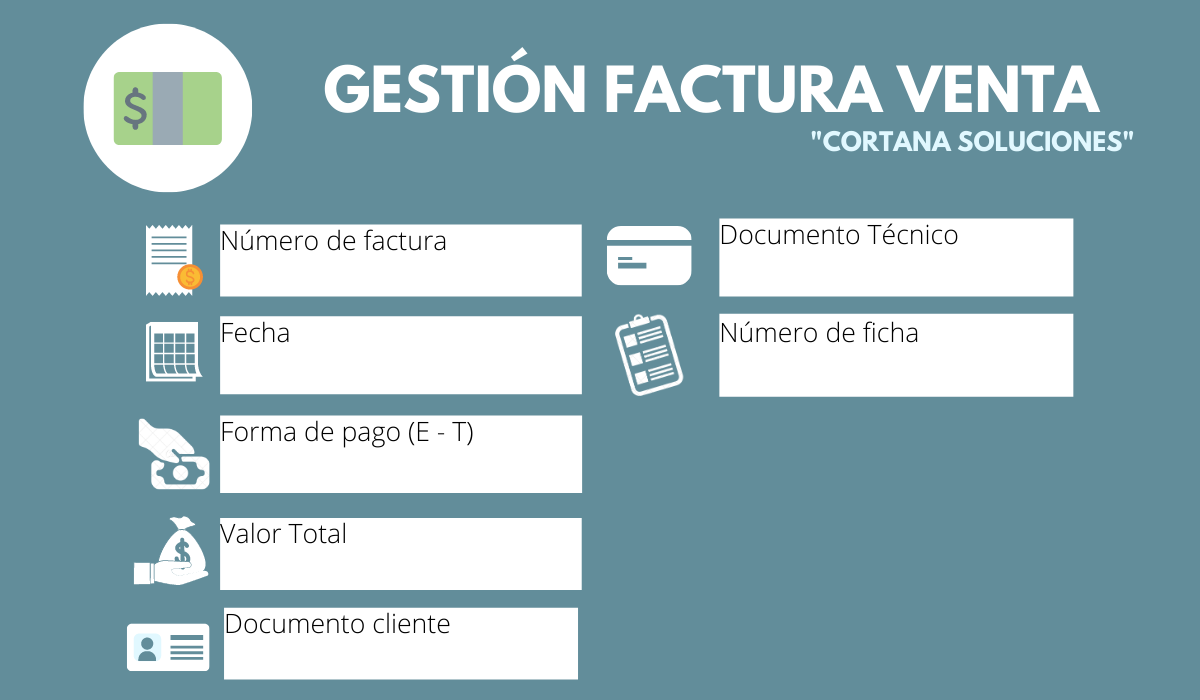 GESTIÓN FACTURA VENTA
"CORTANA SOLUCIONES"
Número de factura
Fecha
Forma de pago (E - T)
Valor Total
Documento cliente
Documento Técnico
Número de ficha